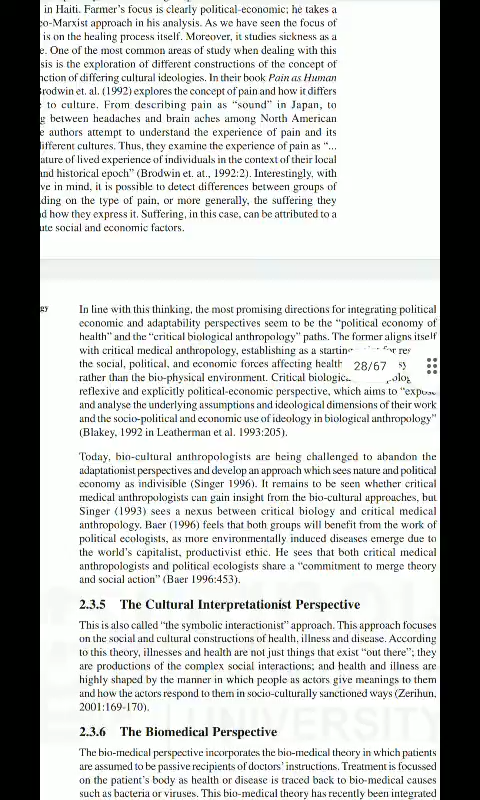 in Haiti. Farmer's focus is clearly political-economic; he takes a
eo-Marxist approach in his analysis. As we have seen the focus of
is on the healing process itself. Moreover, it studies sickness as a
e. One of the most common areas of study when dealing with this
sis is the exploration of different constructions of the concept of
nction of differing cultural ideologies. In their book Pain as Human
Brodwin et. al. (1992) explores the concept of pain and how it differs
to culture. From describing pain as “sound” in Japan, to
g between headaches and brain aches among North American
authors attempt to understand the experience of pain and its
different cultures. Thus, they examine the experience of pain as “...
ature of lived experience of individuals in the context of their local
and historical epoch” (Brodwin et. at., 1992:2). Interestingly, with
ve in mind, it is possible to detect differences between groups of
ding on the type of pain, or more generally, the suffering they
d how they express it. Suffering, in this case, can be attributed to a
ute social and economic factors.
gy
In line with this thinking, the most promising directions for integrating political
economic and adaptability perspectives seem to be the “political economy of
health” and the “critical biological anthropology” paths. The former aligns itself
with critical medical anthropology, establishing as a starting for
the social, political, and economic forces affecting health
28/67
rather than the bio-physical environment. Critical
reflexive and explicitly political-economic perspective, which aims to
and analyse the underlying assumptions and ideological dimensions of their work
and the socio-political and economic use of ideology in biological anthropology”
(Blakey, 1992 in Leatherman et al. 1993:205).
Today, bio-cultural anthropologists are being challenged to abandon the
adaptationist perspectives and develop an approach which sees nature and political
economy as indivisible (Singer 1996). It remains to be seen whether critical
medical anthropologists can gain insight from the bio-cultural approaches, but
Singer (1993) sees a nexus between critical biology and critical medical
anthropology. Baer (1996) feels that both groups will benefit from the work of
political ecologists, as more environmentally induced diseases emerge due to
the world's capitalist, productivist ethic. He sees that both critical medical
anthropologists and political ecologists share a “commitment to merge theory
and social action” (Baer 1996:453).
2.3.5 The Cultural Interpretationist Perspective
This is also called “the symbolic interactionist” approach. This approach focuses
on the social and cultural constructions of health, illness and disease. According
to this theory, illnesses and health are not just things that exist “out there”; they
are productions of the complex social interactions; and health and illness are
highly shaped by the manner in which people as actors give meanings to them
and how the actors respond to them in socio-culturally sanctioned ways (Zerihun,
2001:169-170).
2.3.6 The Biomedical Perspective
The bio-medical perspective incorporates the bio-medical theory in which patients
are assumed to be passive recipients of doctors' instructions. Treatment is focussed
on the patient's body as health or disease is traced back to bio-medical causes
such as bacteria or viruses. This bio-medical theory has recently been integrated